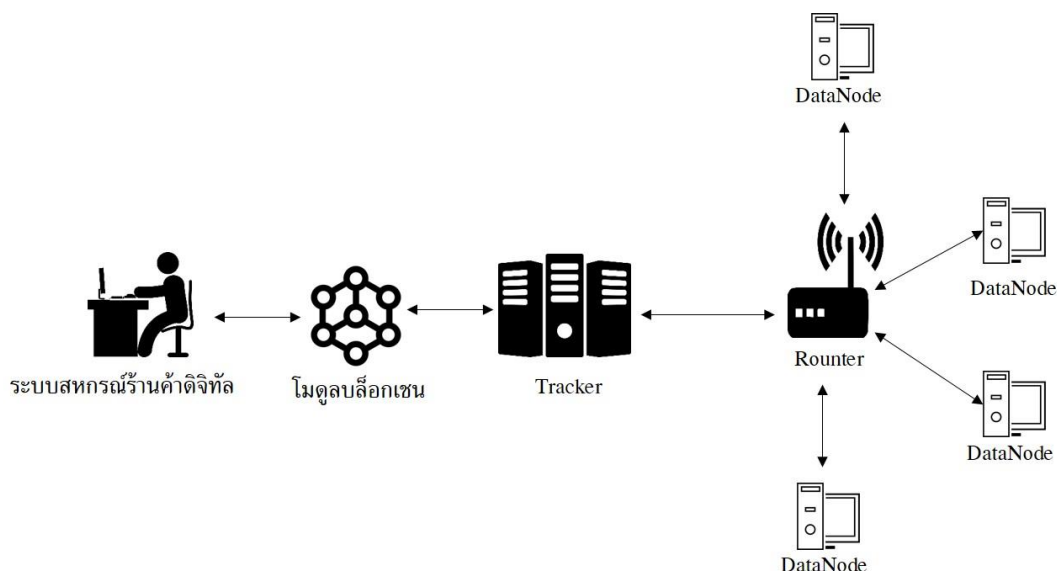 DataNode
DataNode
ระบบสหกรณ์ร้านค้าดิจิทัล
โมดูลบล็อกเชน
Tracker
Rounter
DataNode
DataNode